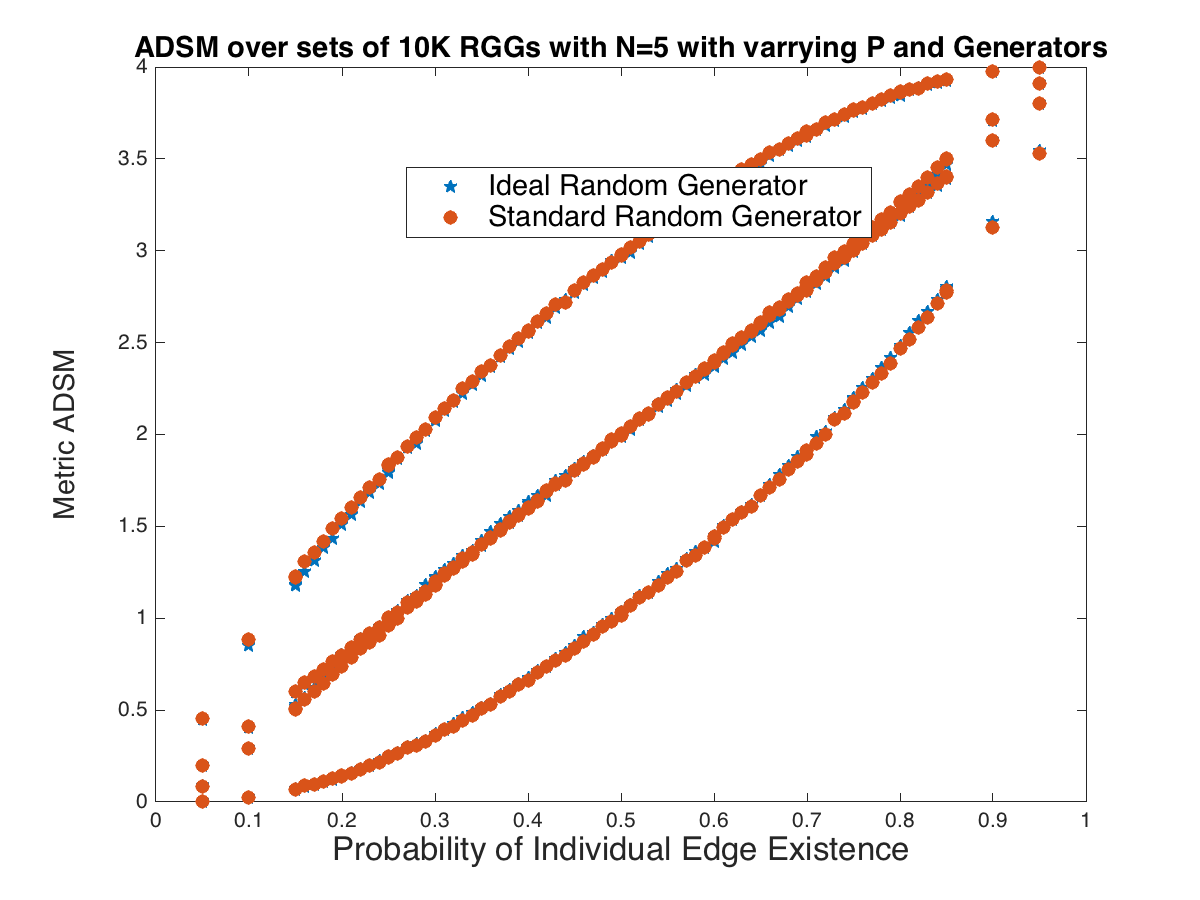 ADSM over sets of 10K RGGs with N=5 with varrying P and Generators
4
3.5
3
2.5
2
1.5
1
0.5
0
Metric ADSM
Ideal Random Generator
Standard Random Generator
0 0.1 0.2 0.3 0.4 0.5 0.6 0.7 0.8 0.9 1
Probability of Individual Edge Existence